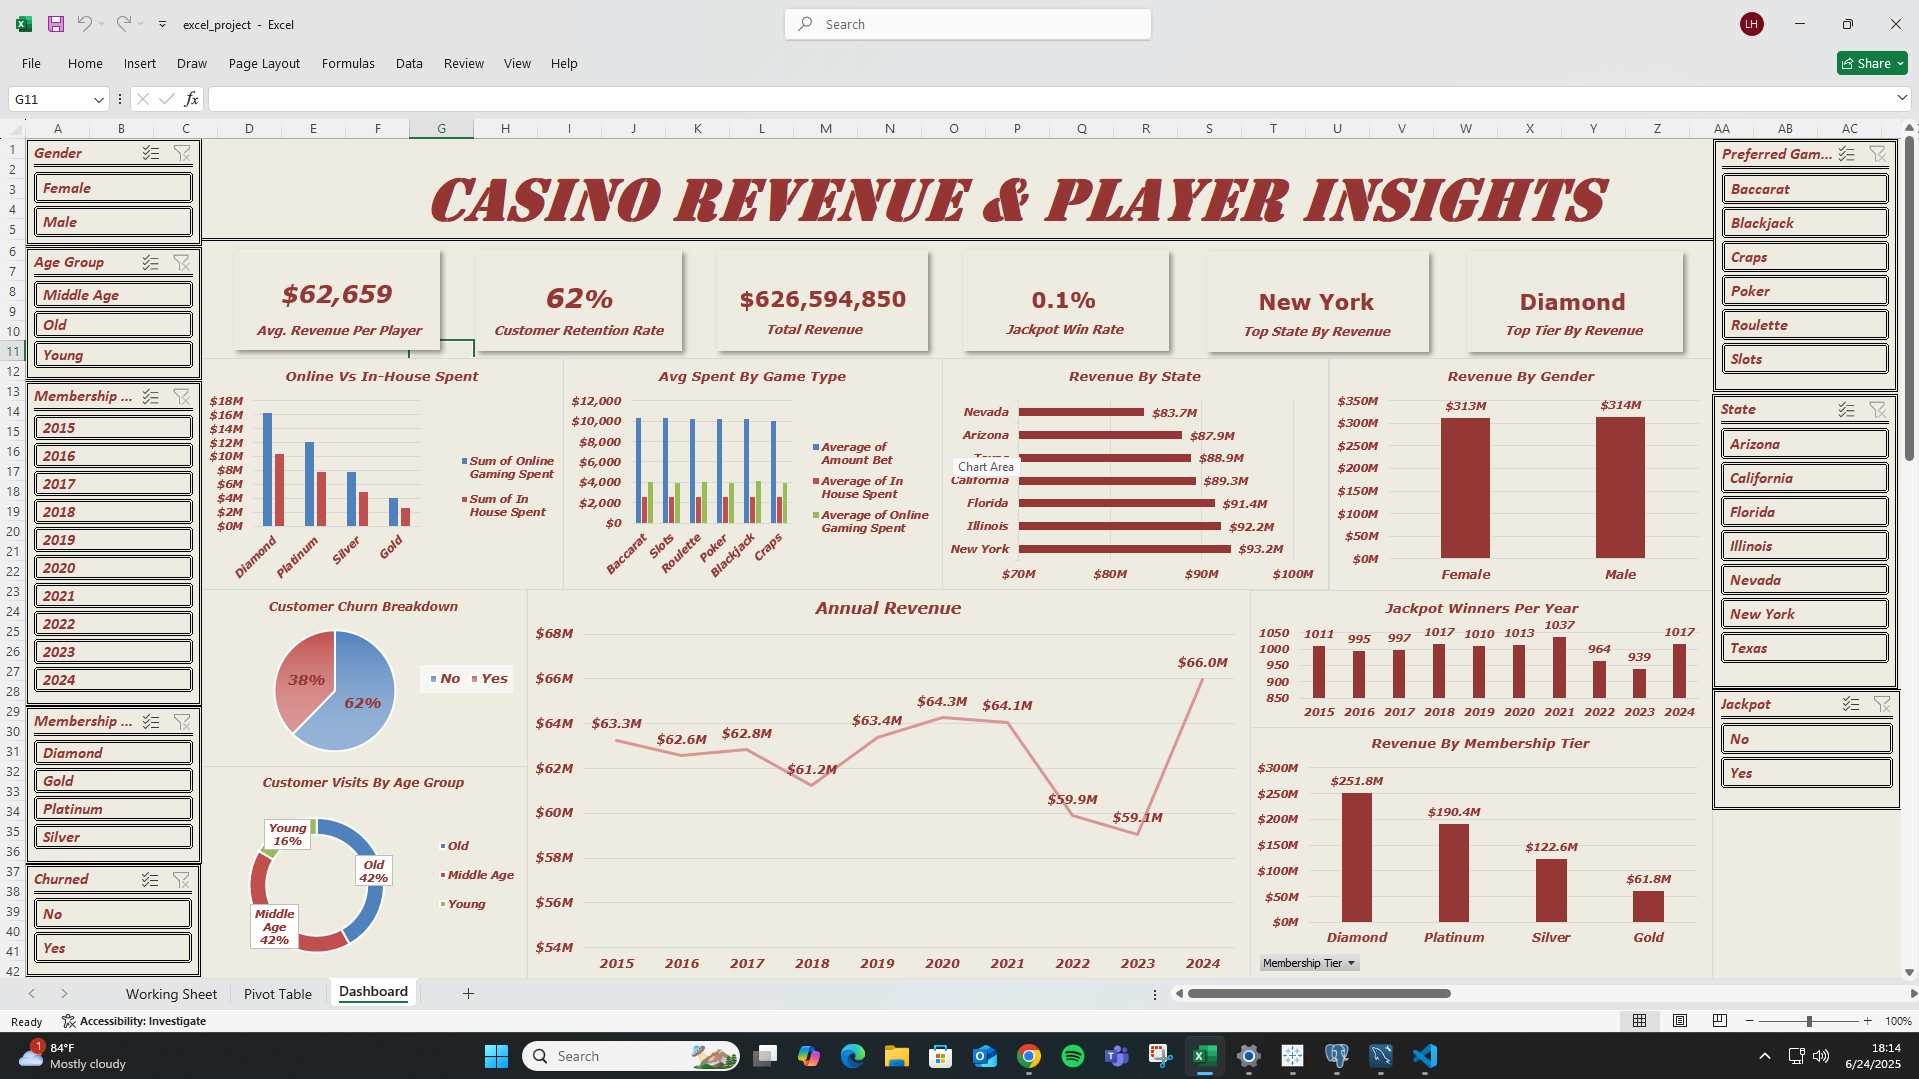 excel_project - Excel
Search
LH
File
Home
Insert
Draw
Page Layout
Formulas
Data
Review
View
Help
Share
G11
fx
A B C D E F G H I J K L M N O P Q R S T U V W X Y Z AA AB AC
1
2
3
4
5
6
7
8
9
10
11
12
13
14
15
16
17
18
19
20
21
22
23
24
25
26
27
28
29
30
31
32
33
34
35
36
37
38
39
40
41
42
Gender
Female
Male
Age Group
Middle Age
Old
Young
Membership ...
2015
2016
2017
2018
2019
2020
2021
2022
2023
2024
Membership ...
Diamond
Gold
Platinum
Silver
Churned
No
Yes
CASINO REVENUE & PLAYER INSIGHTS
$62,659
Avg. Revenue Per Player
62%
Customer Retention Rate
$626,594,850
Total Revenue
0.1%
Jackpot Win Rate
New York
Top State By Revenue
Diamond
Top Tier By Revenue
Online Vs In-House Spent
$18M
$16M
$14M
$12M
$10M
$8M
$6M
$4M
$2M
$0M
Diamond
Platinum
Silver
Gold
Sum of Online
Gaming Spent
Sum of In
House Spent
Avg Spent By Game Type
$12,000
$10,000
$8,000
$6,000
$4,000
$2,000
$0
Baccarat
Slots
Roulette
Poker
Blackjack
Craps
Average of
Amount Bet
Average of In
House Spent
Average of Online
Gaming Spent
Revenue By State
Nevada $83.7M
Arizona $87.9M
$88.9M
Chart Area
California $89.3M
Florida $91.4M
Illinois $92.2M
New York $93.2M
$70M $80M $90M $100M
Revenue By Gender
$350M
$300M
$250M
$200M
$150M
$100M
$50M
$0M
$313M
$314M
Female
Male
Customer Churn Breakdown
38%
62%
No
Yes
Customer Visits By Age Group
Young
16%
Old
42%
Middle
Age
42%
Old
Middle Age
Young
Annual Revenue
$68M
$66M
$64M
$62M
$60M
$58M
$56M
$54M
$63.3M
$62.6M
$62.8M
$61.2M
$63.4M
$64.3M
$64.1M
$59.9M
$59.1M
$66.0M
2015 2016 2017 2018 2019 2020 2021 2022 2023 2024
Jackpot Winners Per Year
1050
1000
950
900
850
1011 995 997 1017 1010 1013 1037 964 939 1017
2015 2016 2017 2018 2019 2020 2021 2022 2023 2024
Revenue By Membership Tier
$300M
$250M
$200M
$150M
$100M
$50M
$0M
$251.8M
$190.4M
$122.6M
$61.8M
Diamond Platinum Silver Gold
Membership Tier
Preferred Gam...
Baccarat
Blackjack
Craps
Poker
Roulette
Slots
State
Arizona
California
Florida
Illinois
Nevada
New York
Texas
Jackpot
No
Yes
Working Sheet
Pivot Table
Dashboard
Ready
Accessibility: Investigate
100%
1
84°F
Mostly cloudy
Search
18:14
6/24/2025